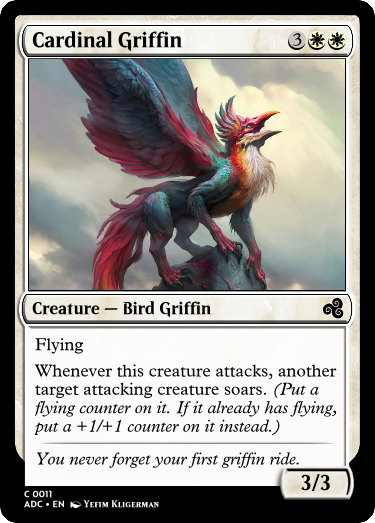 Cardinal Griffin 3
Creature — Bird Griffin
Flying
Whenever this creature attacks, another
target attacking creature soars. (Put a
flying counter on it. If it already has flying,
put a +1/+1 counter on it instead.)
You never forget your first griffin ride.
3/3
C 0011
ADC • EN Yefim Kligerman